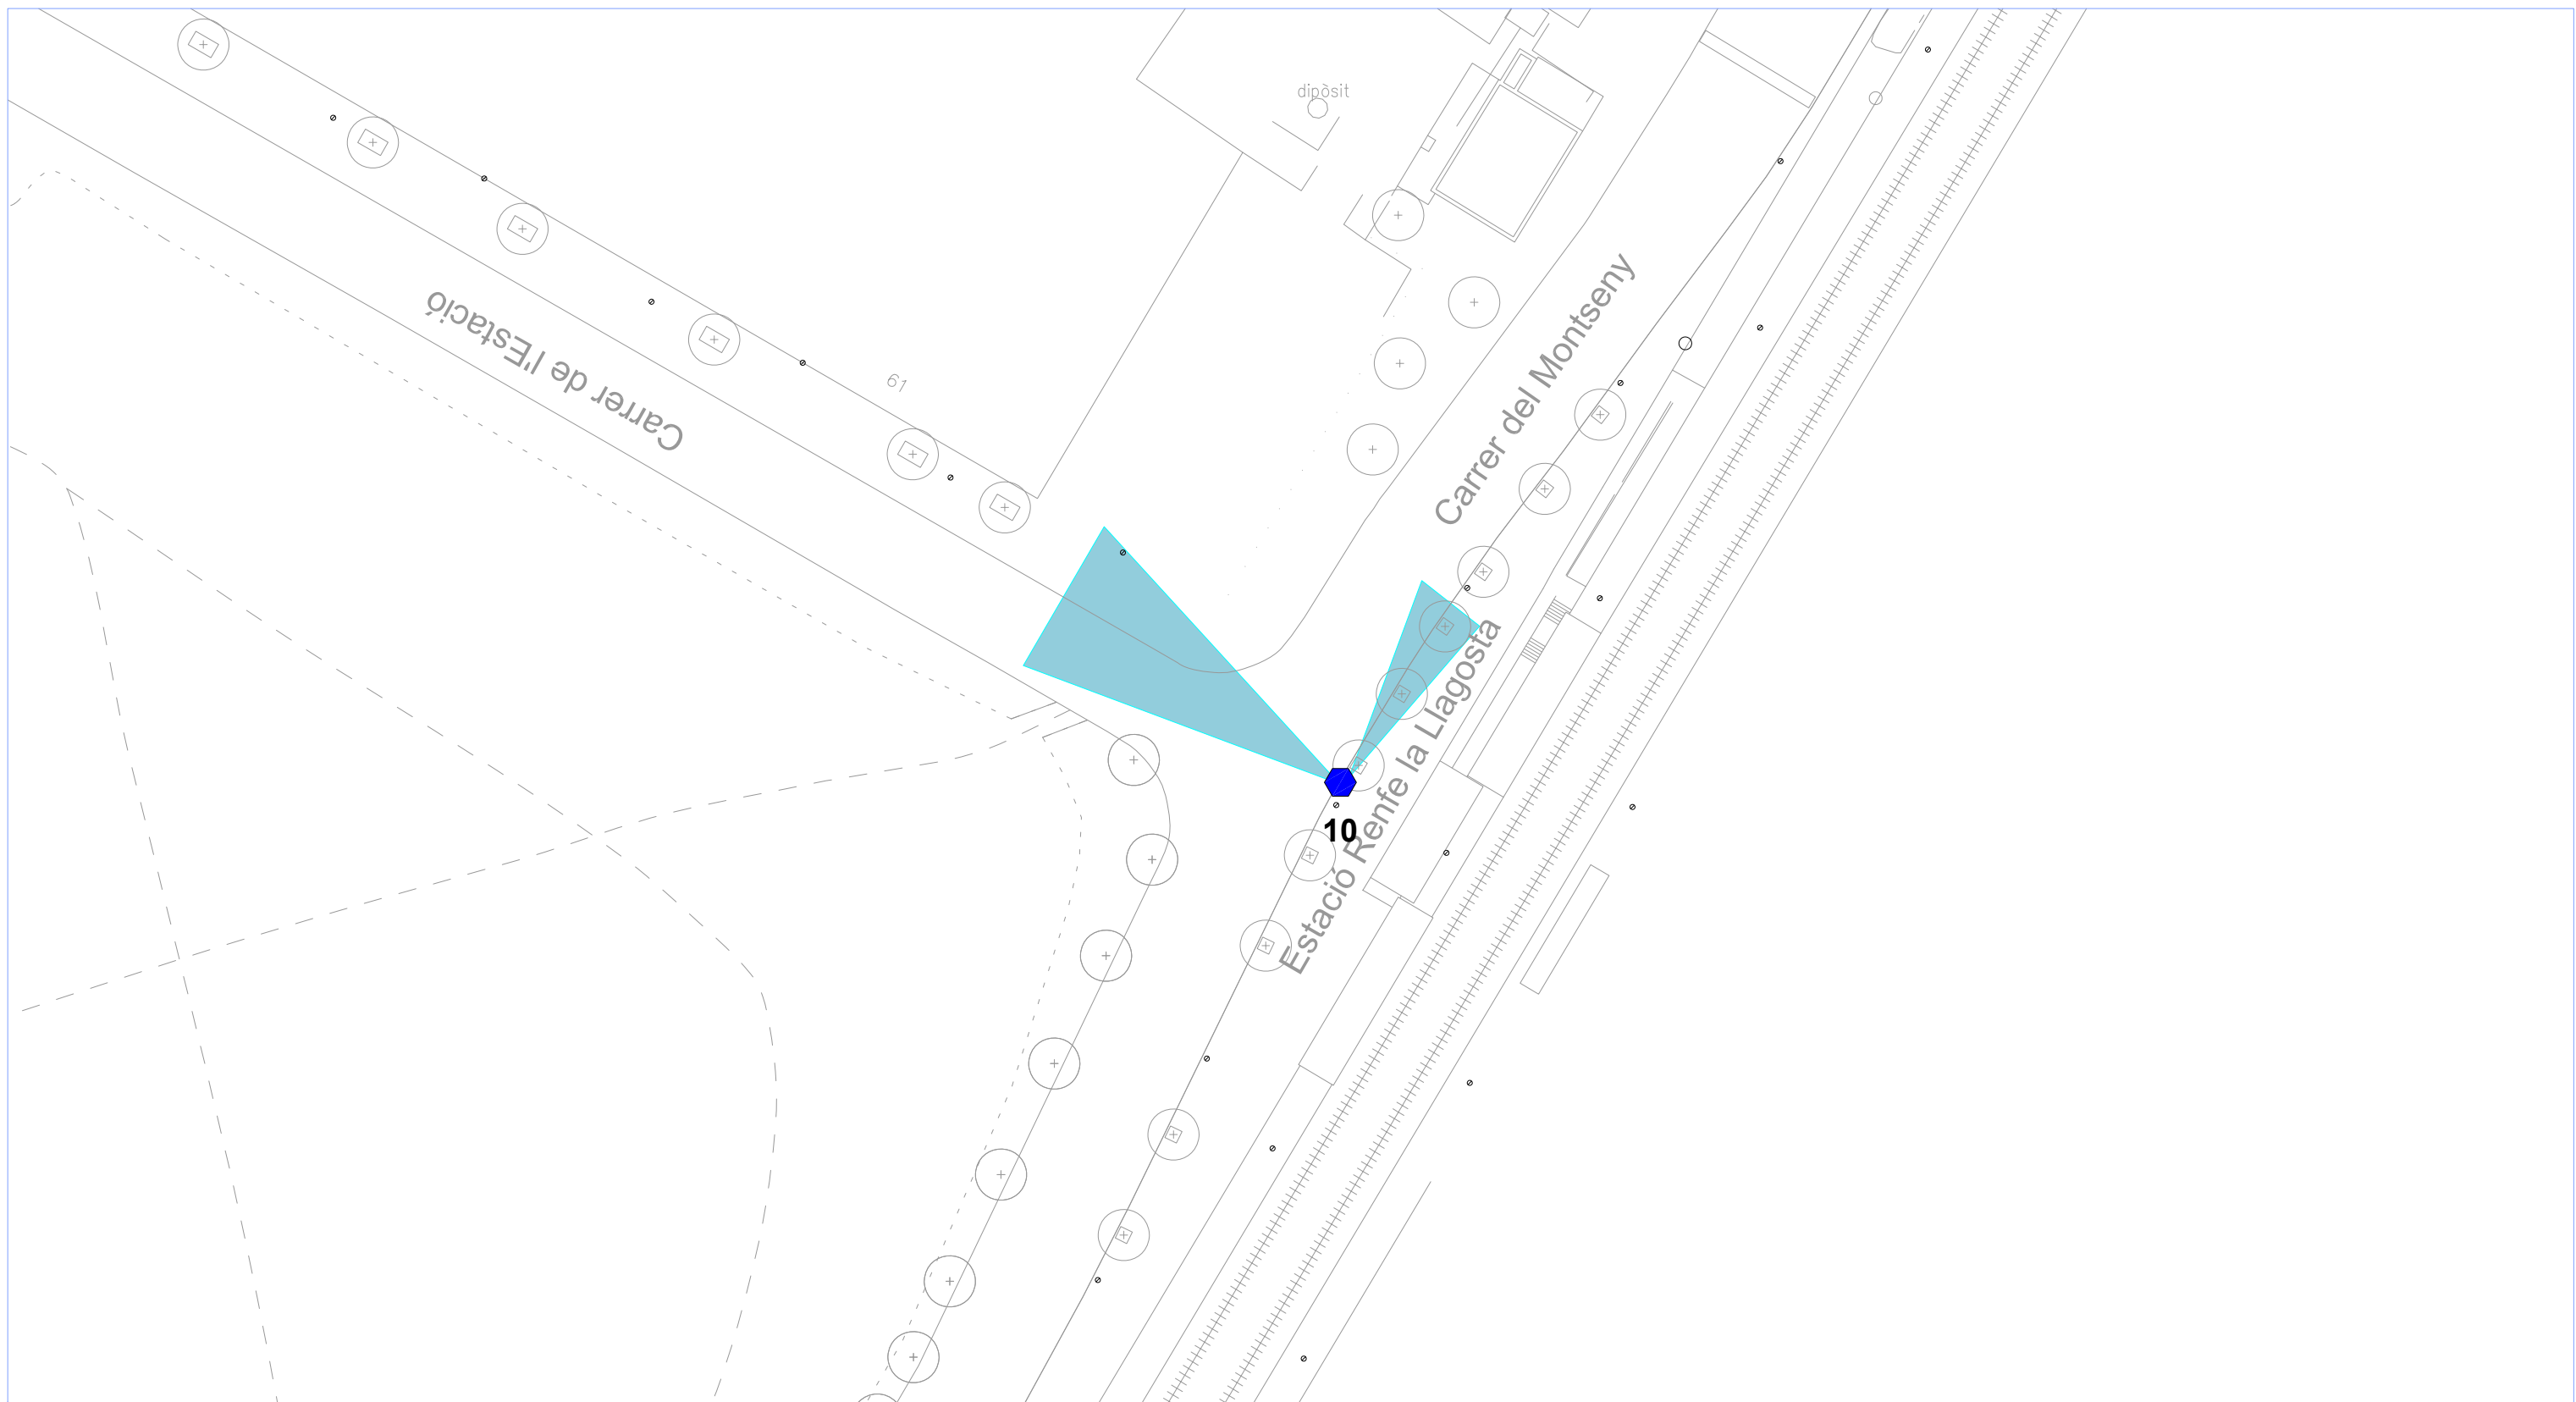 dipòsit
Carrer de l'Estació
61
Carrer del Montseny
Estació Renfe la Llagosta
10